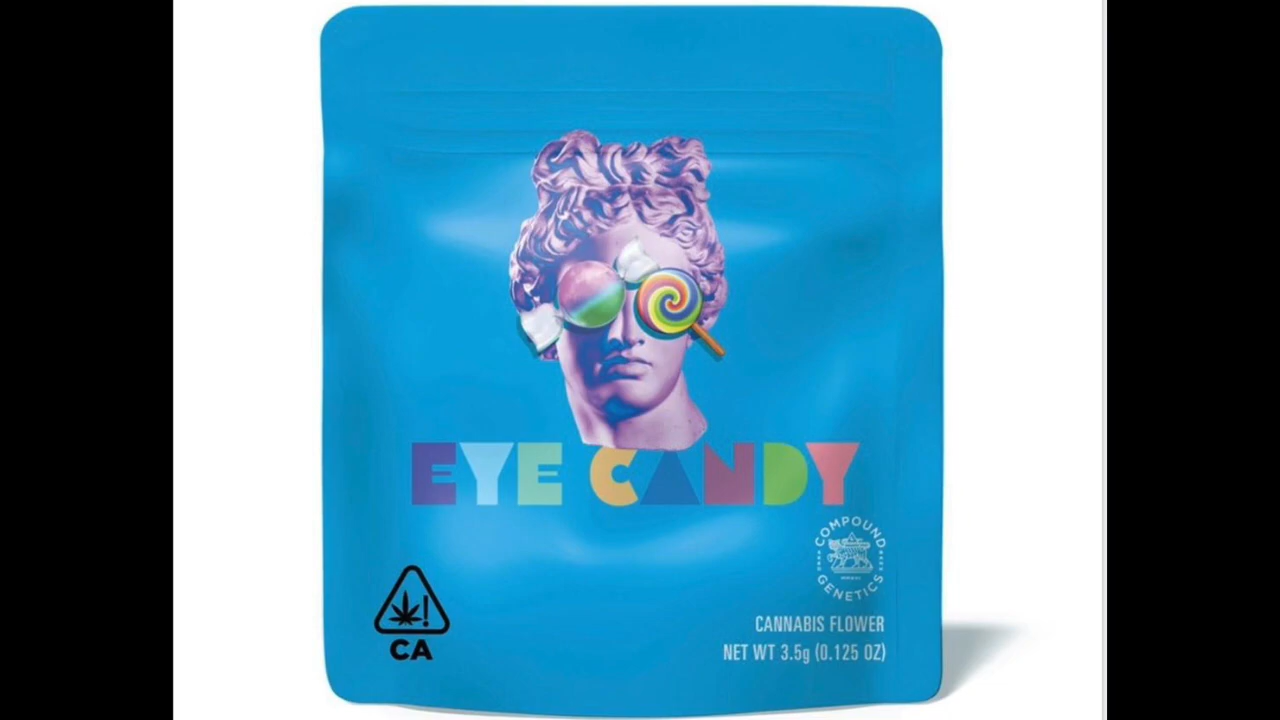 EYE CANDY
COMPOUND
GENETICS
CANNABIS FLOWER
NET WT 3.5g (0.125 OZ)
CA